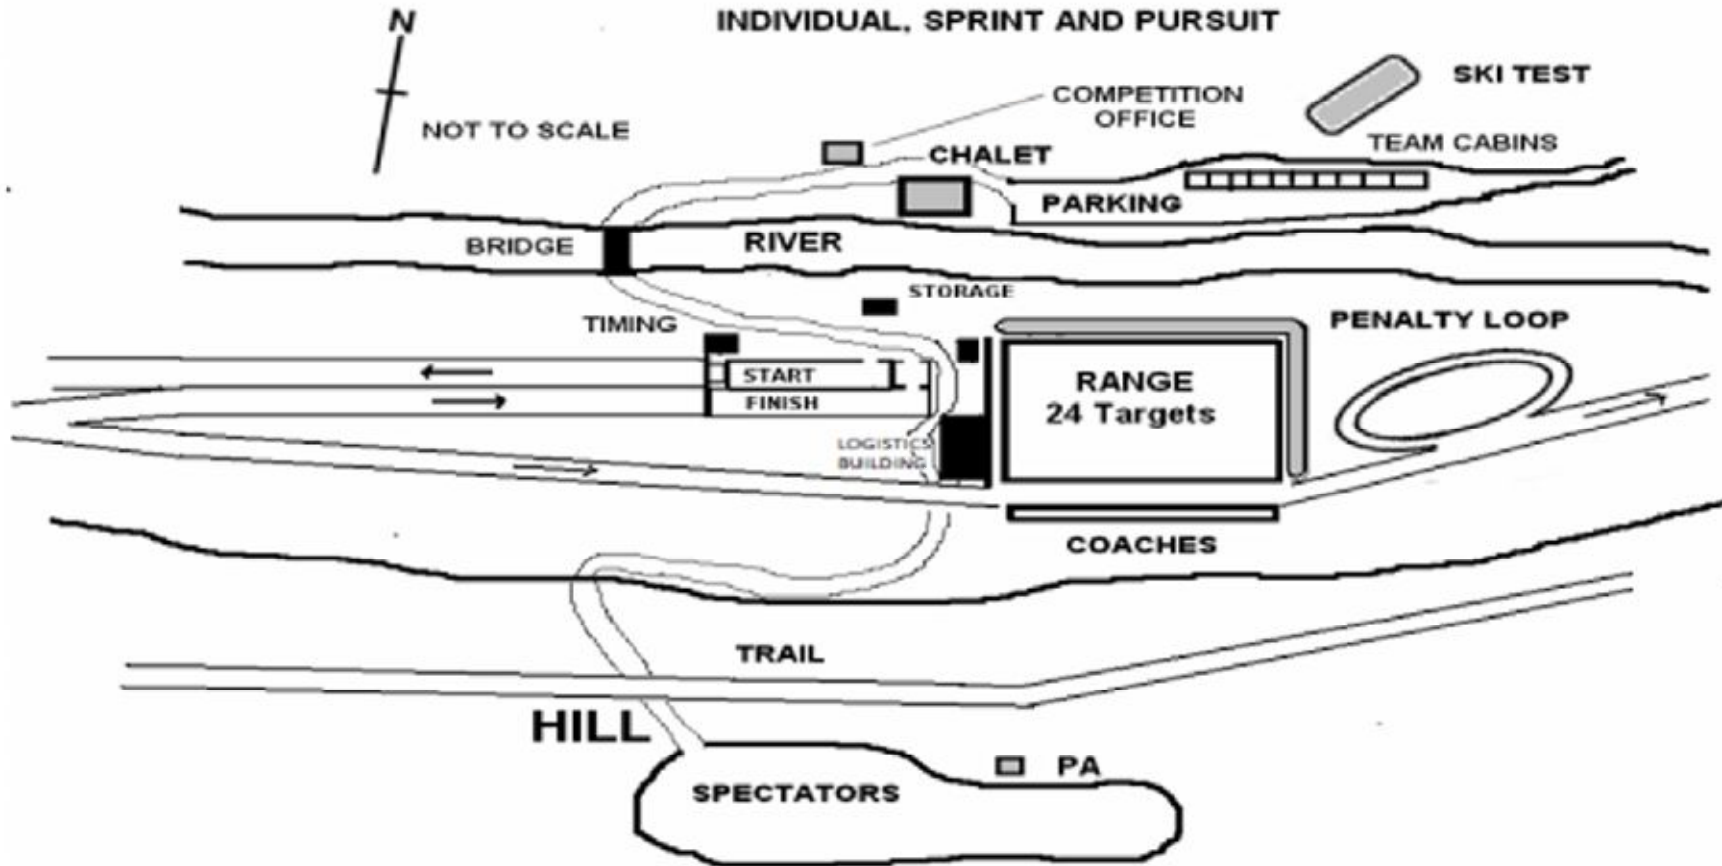 N
INDIVIDUAL, SPRINT AND PURSUIT
SKI TEST
COMPETITION
OFFICE
NOT TO SCALE
TEAM CABINS
CHALET
PARKING
BRIDGE
RIVER
STORAGE
TIMING
PENALTY LOOP
START
RANGE
24 Targets
FINISH
LOGISTICS
BUILDING
COACHES
TRAIL
HILL
PA
SPECTATORS